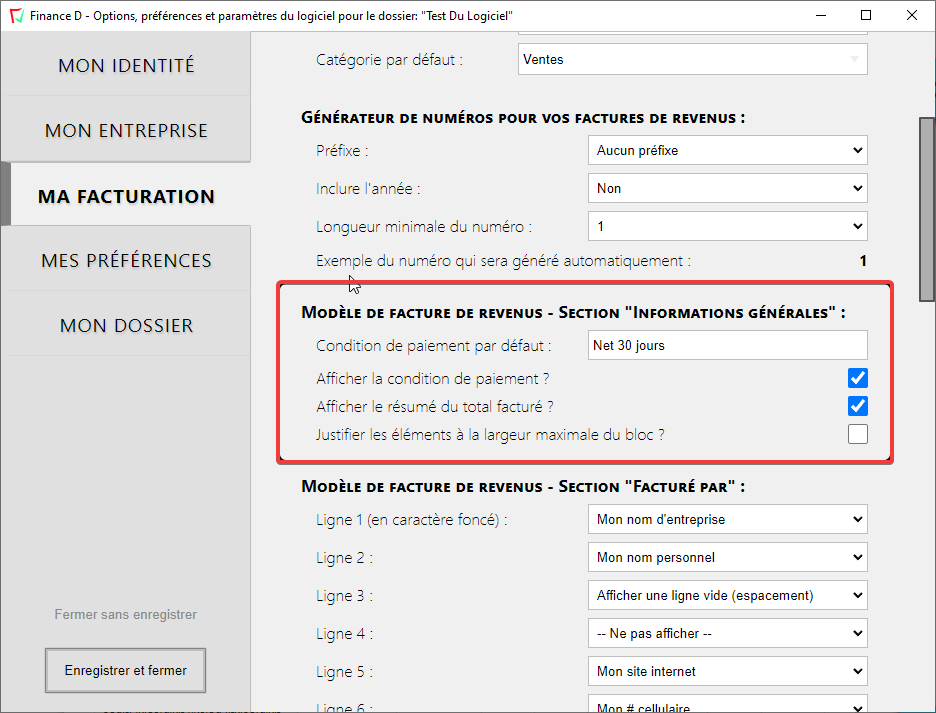 Finance D - Options, préférences et paramètres du logiciel pour le dossier: "Test Du Logiciel"
MON IDENTITÉ
MON ENTREPRISE
MA FACTURATION
MES PRÉFÉRENCES
MON DOSSIER
Fermer sans enregistrer
Enregistrer et fermer
Catégorie par défaut : Ventes
Générateur de numéros pour vos factures de revenus :
Préfixe : Aucun préfixe
Inclure l'année : Non
Longueur minimale du numéro : 1
Exemple du numéro qui sera généré automatiquement : 1
Modèle de facture de revenus - Section "Informations générales" :
Condition de paiement par défaut : Net 30 jours
Afficher la condition de paiement ?
Afficher le résumé du total facturé ?
Justifier les éléments à la largeur maximale du bloc ?
Modèle de facture de revenus - Section "Facturé par" :
Ligne 1 (en caractère foncé) : Mon nom d'entreprise
Ligne 2 : Mon nom personnel
Ligne 3 : Afficher une ligne vide (espacement)
Ligne 4 : -- Ne pas afficher --
Ligne 5 : Mon site internet
Ligne 6 : Mon # cellulaire